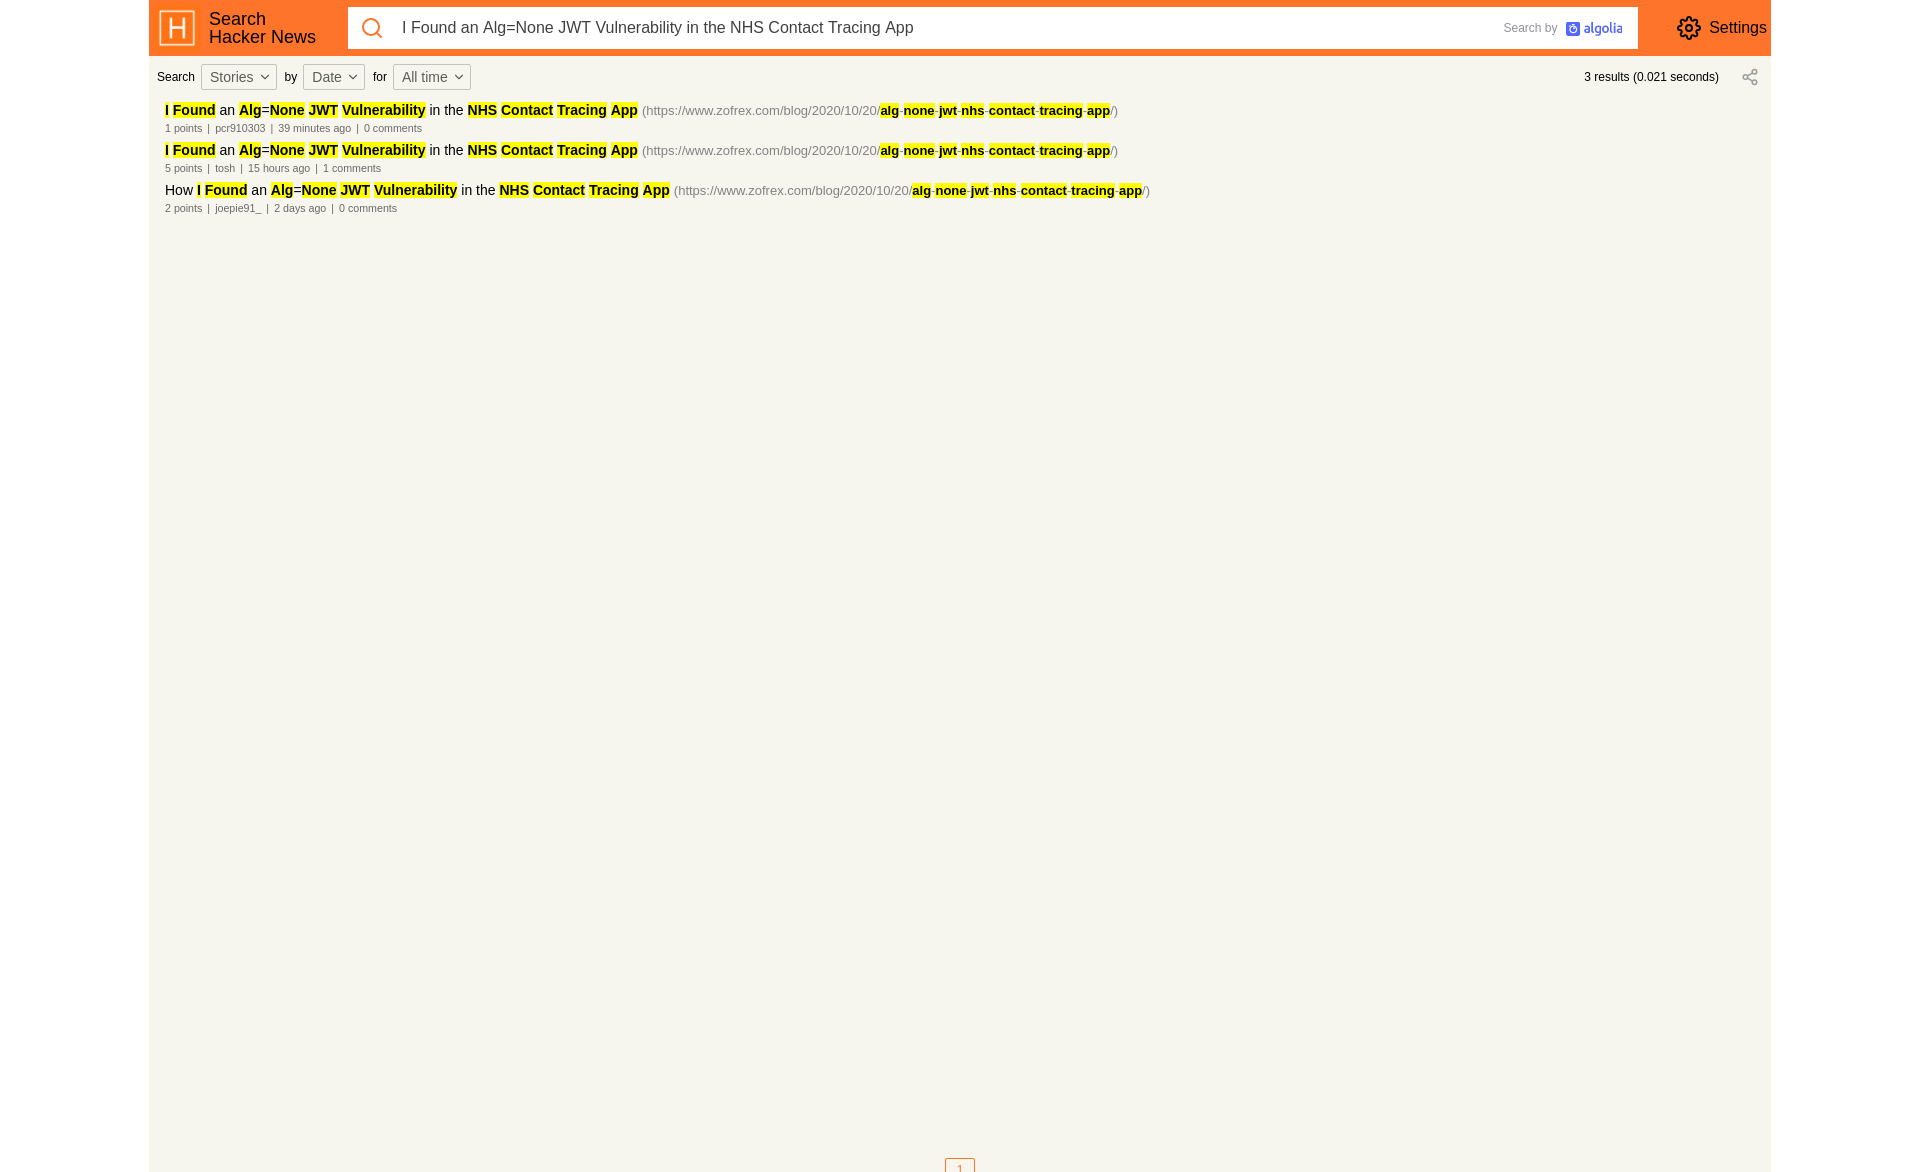 Search
Hacker News
I Found an Alg=None JWT Vulnerability in the NHS Contact Tracing App
Search by algolia
Settings
Search Stories by Date for All time
3 results (0.021 seconds)
I Found an Alg=None JWT Vulnerability in the NHS Contact Tracing App (https://www.zofrex.com/blog/2020/10/20/alg-none-jwt-nhs-contact-tracing-app/)
1 points | pcr910303 | 39 minutes ago | 0 comments
I Found an Alg=None JWT Vulnerability in the NHS Contact Tracing App (https://www.zofrex.com/blog/2020/10/20/alg-none-jwt-nhs-contact-tracing-app/)
5 points | tosh | 15 hours ago | 1 comments
How I Found an Alg=None JWT Vulnerability in the NHS Contact Tracing App (https://www.zofrex.com/blog/2020/10/20/alg-none-jwt-nhs-contact-tracing-app/)
2 points | joepie91_ | 2 days ago | 0 comments
1